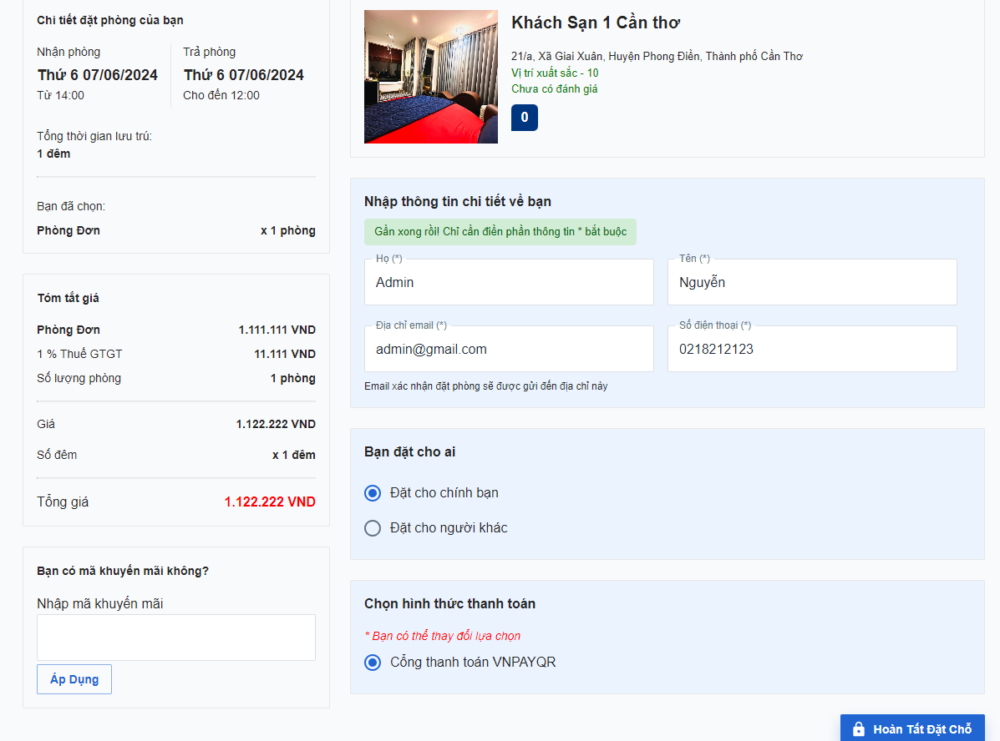 Chi tiết đặt phòng của bạn
Nhận phòng
Thứ 6 07/06/2024
Từ 14:00
Trả phòng
Thứ 6 07/06/2024
Cho đến 12:00
Tổng thời gian lưu trú:
1 đêm
Bạn đã chọn:
Phòng Đơn x 1 phòng
Tóm tắt giá
Phòng Đơn 1.111.111 VND
1 % Thuế GTGT 11.111 VND
Số lượng phòng 1 phòng
Giá 1.122.222 VND
Số đêm x 1 đêm
Tổng giá 1.122.222 VND
Bạn có mã khuyến mãi không?
Nhập mã khuyến mãi
Áp Dụng
Khách Sạn 1 Cần thơ
21/a, Xã Giai Xuân, Huyện Phong Điền, Thành phố Cần Thơ
Vị trí xuất sắc - 10
Chưa có đánh giá
0
Nhập thông tin chi tiết về bạn
Gần xong rồi! Chỉ cần điền phần thông tin * bắt buộc
Họ (*)
Admin
Tên (*)
Nguyễn
Địa chỉ email (*)
admin@gmail.com
Số điện thoại (*)
0218212123
Email xác nhận đặt phòng sẽ được gửi đến địa chỉ này
Bạn đặt cho ai
Đặt cho chính bạn
Đặt cho người khác
Chọn hình thức thanh toán
* Bạn có thể thay đổi lựa chọn
Cổng thanh toán VNPAYQR
Hoàn Tất Đặt Chỗ